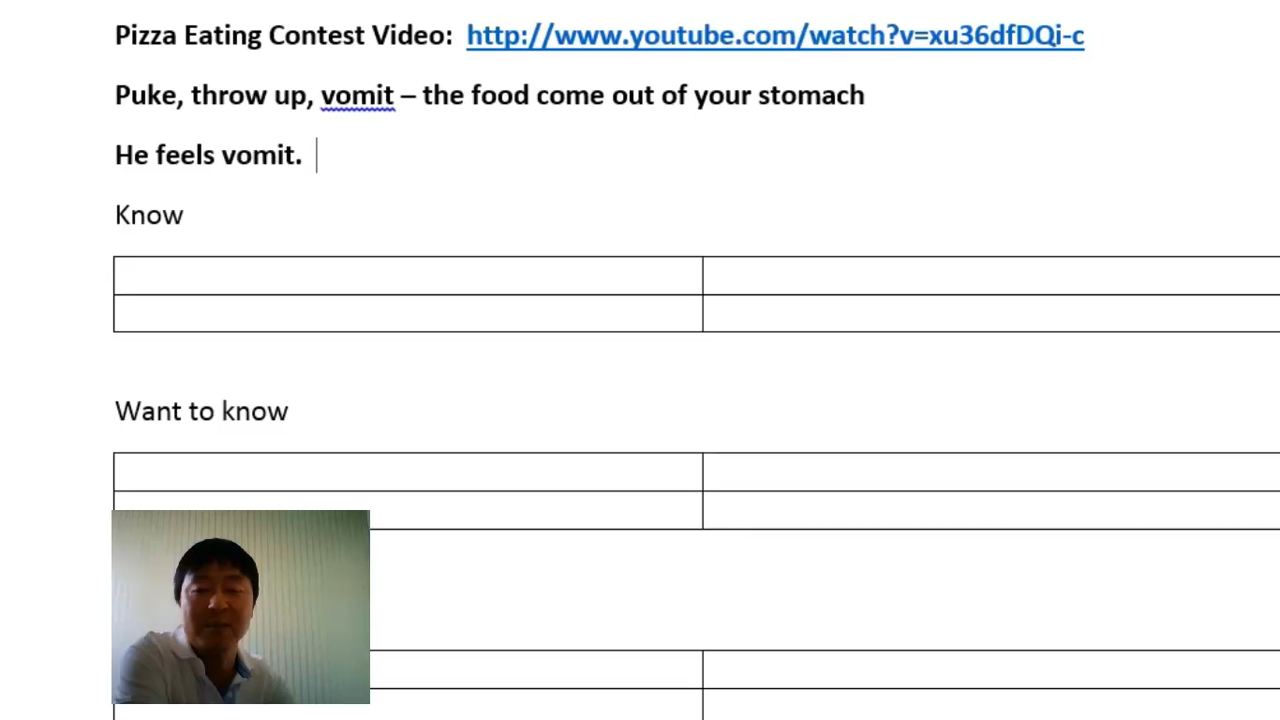 Pizza Eating Contest Video: http://www.youtube.com/watch?v=xu36dfDQi-c
Puke, throw up, vomit – the food come out of your stomach
He feels vomit.
Know
Want to know